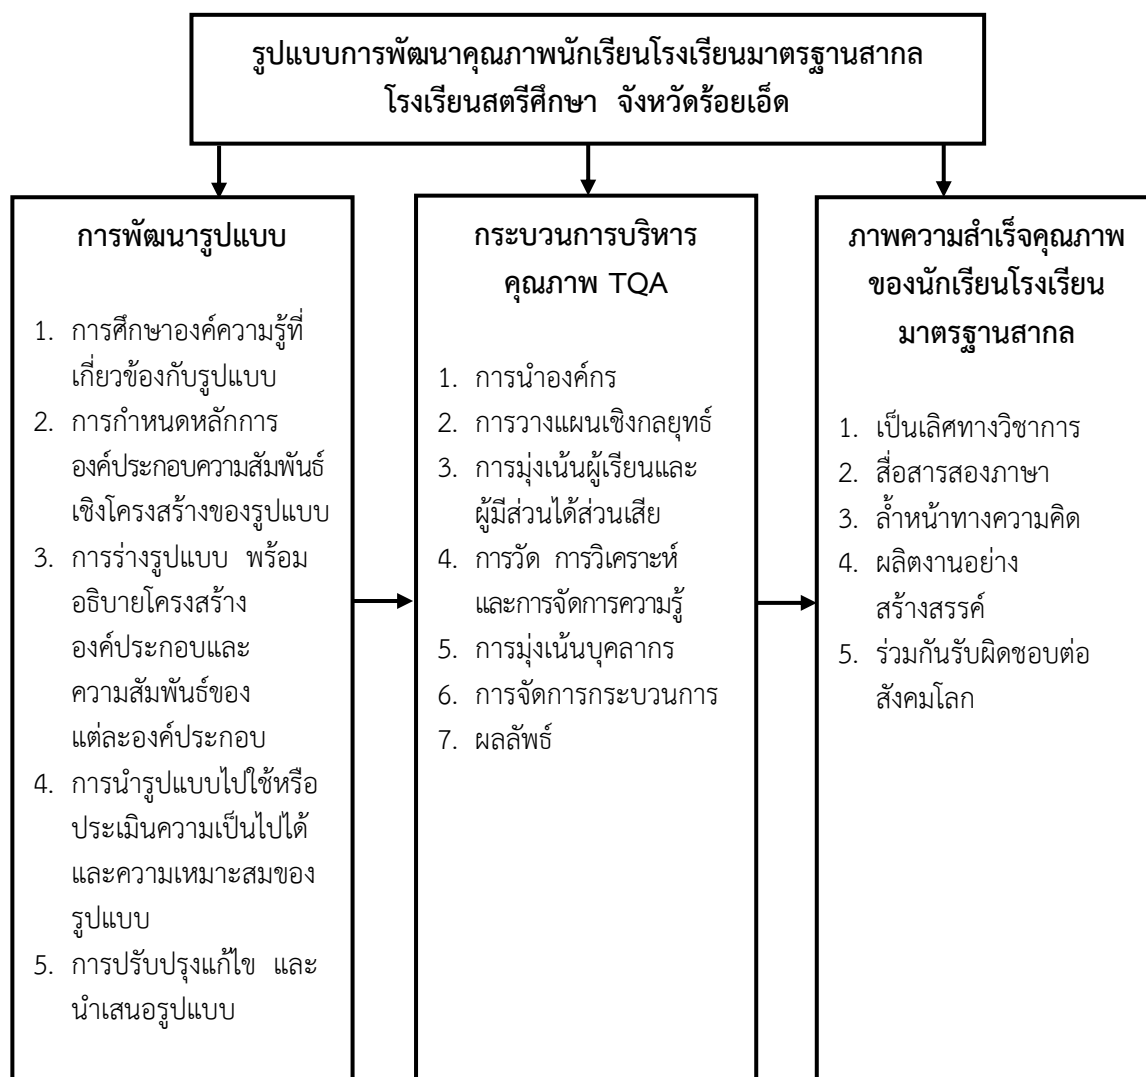 รูปแบบการพัฒนาคุณภาพนักเรียนโรงเรียนมาตรฐานสากล
โรงเรียนสตรีศึกษา จังหวัดร้อยเอ็ด
การพัฒนารูปแบบ
1. การศึกษาองค์ความรู้ที่
เกี่ยวข้องกับรูปแบบ
2. การกำหนดหลักการ
องค์ประกอบความสัมพันธ์
เชิงโครงสร้างของรูปแบบ
3. การร่างรูปแบบ พร้อม
อธิบายโครงสร้าง
องค์ประกอบและ
ความสัมพันธ์ของ
แต่ละองค์ประกอบ
4. การนำรูปแบบไปใช้หรือ
ประเมินความเป็นไปได้
และความเหมาะสมของ
รูปแบบ
5. การปรับปรุงแก้ไข และ
นำเสนอรูปแบบ
กระบวนการบริหาร
คุณภาพ TQA
1. การนำองค์กร
2. การวางแผนเชิงกลยุทธ์
3. การมุ่งเน้นผู้เรียนและ
ผู้มีส่วนได้ส่วนเสีย
4. การวัด การวิเคราะห์
และการจัดการความรู้
5. การมุ่งเน้นบุคลากร
6. การจัดการกระบวนการ
7. ผลลัพธ์
ภาพความสำเร็จคุณภาพ
ของนักเรียนโรงเรียน
มาตรฐานสากล
1. เป็นเลิศทางวิชาการ
2. สื่อสารสองภาษา
3. ล้ำหน้าทางความคิด
4. ผลิตงานอย่าง
สร้างสรรค์
5. ร่วมกันรับผิดชอบต่อ
สังคมโลก